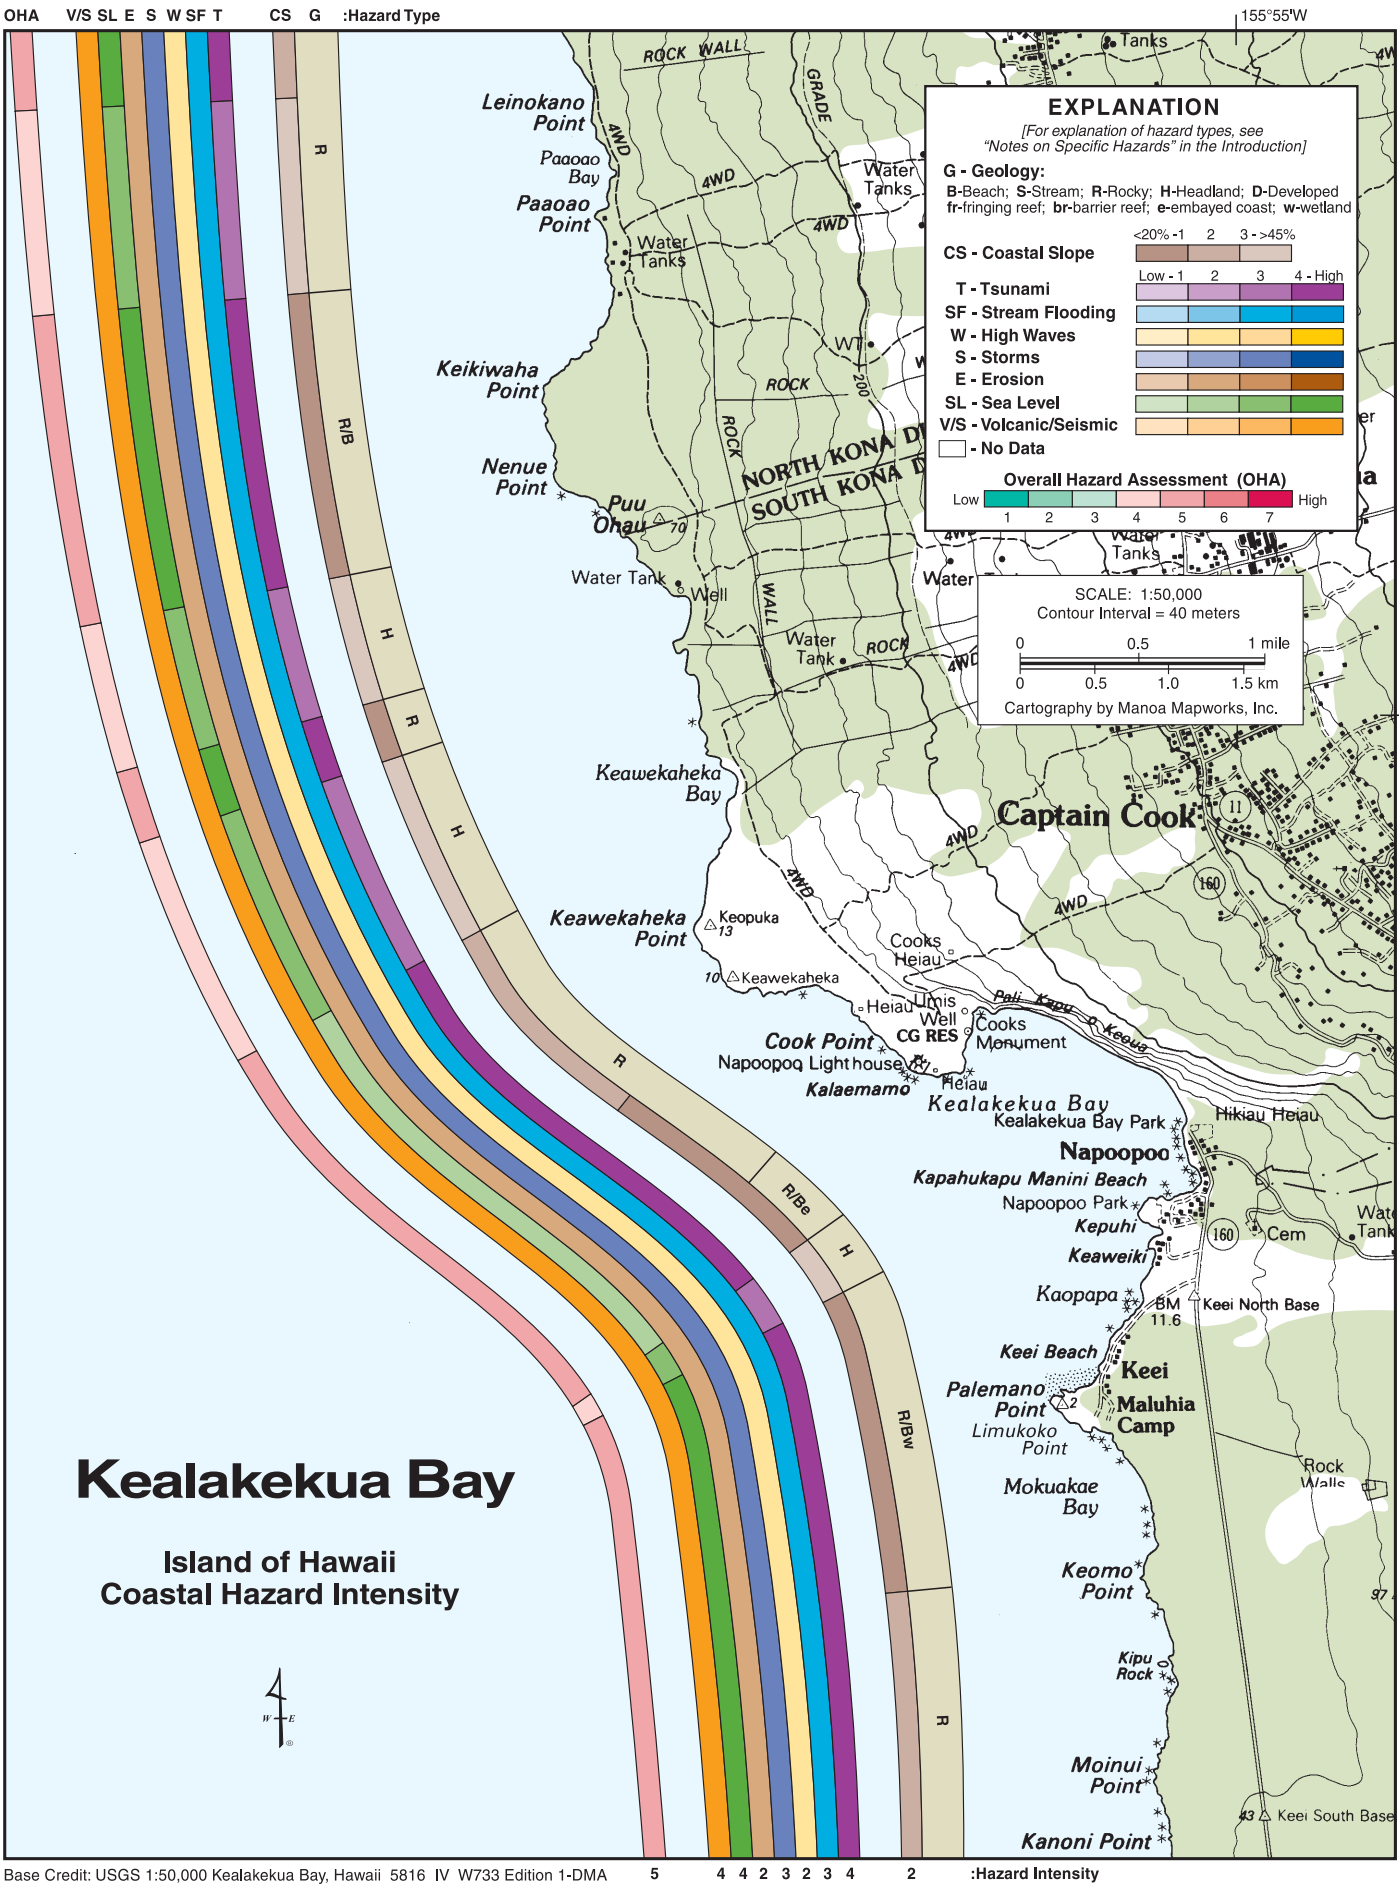 OHA V/S SL E S W SF T CS G :Hazard Type
155°55'W
EXPLANATION
[For explanation of hazard types, see
“Notes on Specific Hazards” in the Introduction]
G - Geology:
B-Beach; S-Stream; R-Rocky; H-Headland; D-Developed
fr-fringing reef; br-barrier reef; e-embayed coast; w-wetland
<20% -1 2 3 - >45%
CS - Coastal Slope
Low - 1 2 3 4 - High
T - Tsunami
SF - Stream Flooding
W - High Waves
S - Storms
E - Erosion
SL - Sea Level
V/S - Volcanic/Seismic
- No Data
Overall Hazard Assessment (OHA)
Low High
1 2 3 4 5 6 7
SCALE: 1:50,000
Contour Interval = 40 meters
0 0.5 1 mile
0 0.5 1.0 1.5 km
Cartography by Manoa Mapworks, Inc.
R
R/B
H
R
H
R
R/Be
H
R/Bw
R
Tanks
4W
ROCK WALL
GRADE
Leinokano
Point
4WD
Paaoao
Bay
4WD
Water
Tanks
Paaoao
Point
4WD
Water
Tanks
WT
Keikiwaha
Point
ROCK
200
ROCK
NORTH KONA DI
SOUTH KONA D
Nenue
Point
Puu
Ohau
70
4W
Water
Tanks
Water Tank
Well
Water
WALL
Water
Tank
ROCK
4WD
Keawekaheka
Bay
Captain Cook
11
4WD
160
4WD
4WD
Keawekaheka
Point
Keopuka
13
Cooks
Heiau
10
Keawekaheka
Heiau
Umis
Well
Pali Kapu o Keoua
CG RES
Cooks
Monument
Cook Point
Napoopoo Lighthouse
Kalaemamo
Heiau
Kealakekua Bay
Kealakekua Bay Park
Hikiau Heiau
Napoopoo
Kapahukapu Manini Beach
Napoopoo Park
Kepuhi
160
Cem
Wate
Tank
Keaweiki
Kaopapa
BM
11.6
Keei North Base
Keei Beach
Keei
Palemano
Point
2
Maluhia
Camp
Limukoko
Point
Rock
Walls
Mokuakae
Bay
Keomo
Point
97
Kipu
Rock
Moinui
Point
43
Keei South Base
Kanoni Point
Kealakekua Bay
Island of Hawaii
Coastal Hazard Intensity
W E
Base Credit: USGS 1:50,000 Kealakekua Bay, Hawaii 5816 IV W733 Edition 1-DMA
5 4 4 2 3 2 3 4 2 :Hazard Intensity